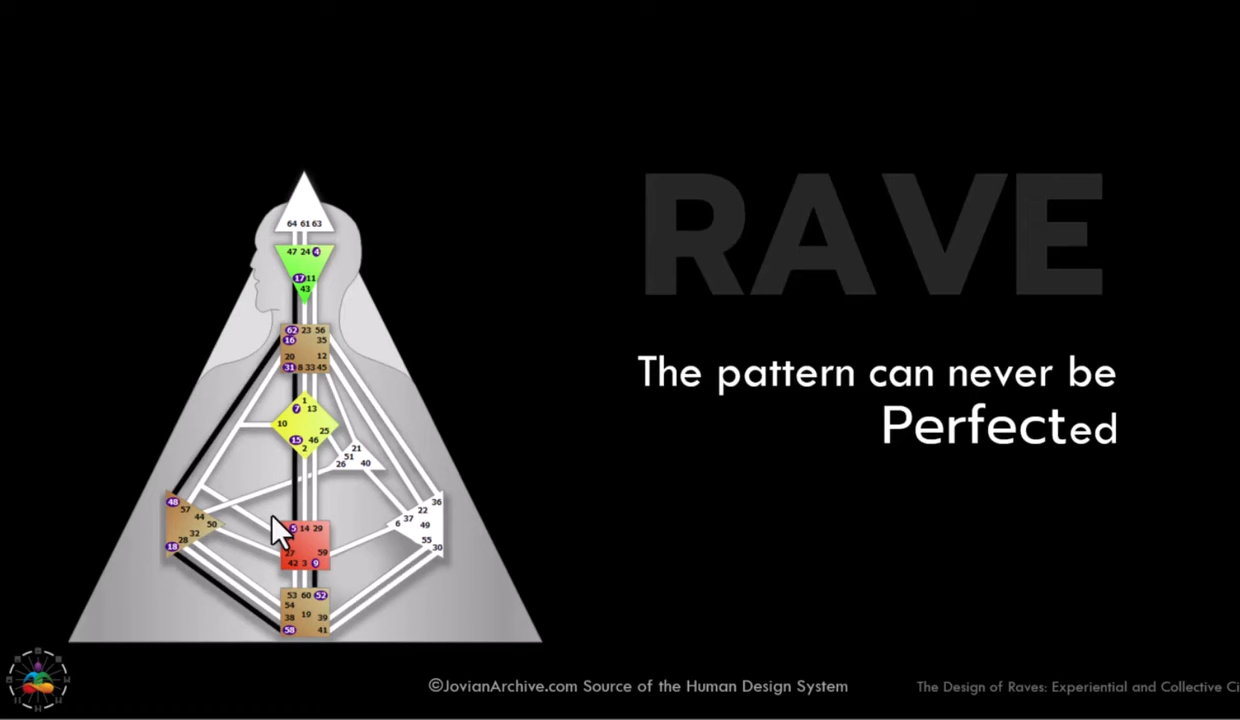 RAVE
The pattern can never be
Perfected
64 61 63
47 24 4
17 11
43
62 23 56
16 35
20 12
31 8 33 45
1
7 13
10 25
15 46
2
21
51
26 40
48
57
44
50
32
28
18
36
22
37
6 49
55
30
5 14 29
27 59
42 3 9
53 60 52
54
19
38 39
58 41
©JovianArchive.com Source of the Human Design System
The Design of Raves: Experiential and Collective Ci